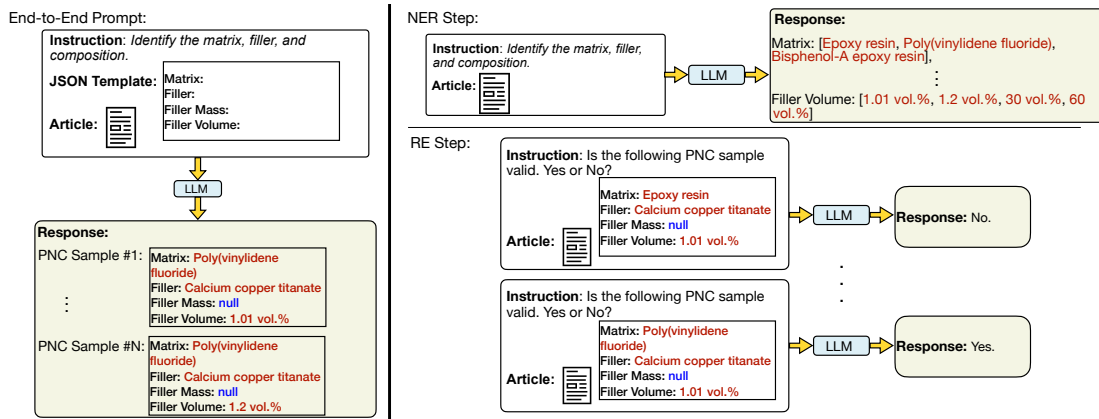 End-to-End Prompt:
Instruction: Identify the matrix, filler, and
composition.
JSON Template:
Matrix:
Filler:
Filler Mass:
Filler Volume:
Article:
LLM
Response:
PNC Sample #1:
Matrix: Poly(vinylidene
fluoride)
Filler: Calcium copper titanate
Filler Mass: null
Filler Volume: 1.01 vol.%
PNC Sample #N:
Matrix: Poly(vinylidene
fluoride)
Filler: Calcium copper titanate
Filler Mass: null
Filler Volume: 1.2 vol.%
NER Step:
Instruction: Identify the matrix, filler,
and composition.
Article:
LLM
Response:
Matrix: [Epoxy resin, Poly(vinylidene fluoride),
Bisphenol-A epoxy resin],
Filler Volume: [1.01 vol.%, 1.2 vol.%, 30 vol.%, 60
vol.%]
RE Step:
Instruction: Is the following PNC sample
valid. Yes or No?
Matrix: Epoxy resin
Filler: Calcium copper titanate
Filler Mass: null
Filler Volume: 1.01 vol.%
Article:
LLM
Response: No.
Instruction: Is the following PNC sample
valid. Yes or No?
Matrix: Poly(vinylidene
fluoride)
Filler: Calcium copper titanate
Filler Mass: null
Filler Volume: 1.01 vol.%
Article:
LLM
Response: Yes.